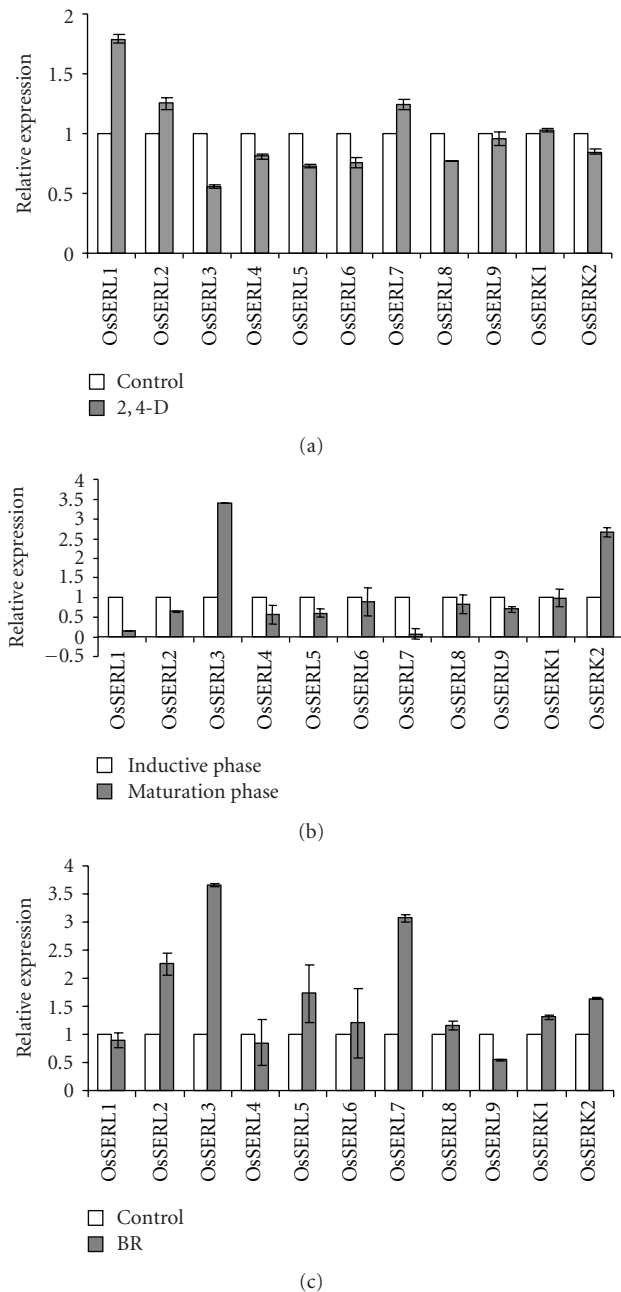 Relative expression
2
1.5
1
0.5
0
OsSERL1
OsSERL2
OsSERL3
OsSERL4
OsSERL5
OsSERL6
OsSERL7
OsSERL8
OsSERL9
OsSERK1
OsSERK2
Control
2, 4-D
(a)
Relative expression
4
3.5
2
2.5
1
1.5
0.5
0
−0.5
OsSERL1
OsSERL2
OsSERL3
OsSERL4
OsSERL5
OsSERL6
OsSERL7
OsSERL8
OsSERL9
OsSERK1
OsSERK2
Inductive phase
Maturation phase
(b)
Relative expression
4
3.5
3
2.5
2
1.5
1
0.5
0
OsSERL1
OsSERL2
OsSERL3
OsSERL4
OsSERL5
OsSERL6
OsSERL7
OsSERL8
OsSERL9
OsSERK1
OsSERK2
Control
BR
(c)